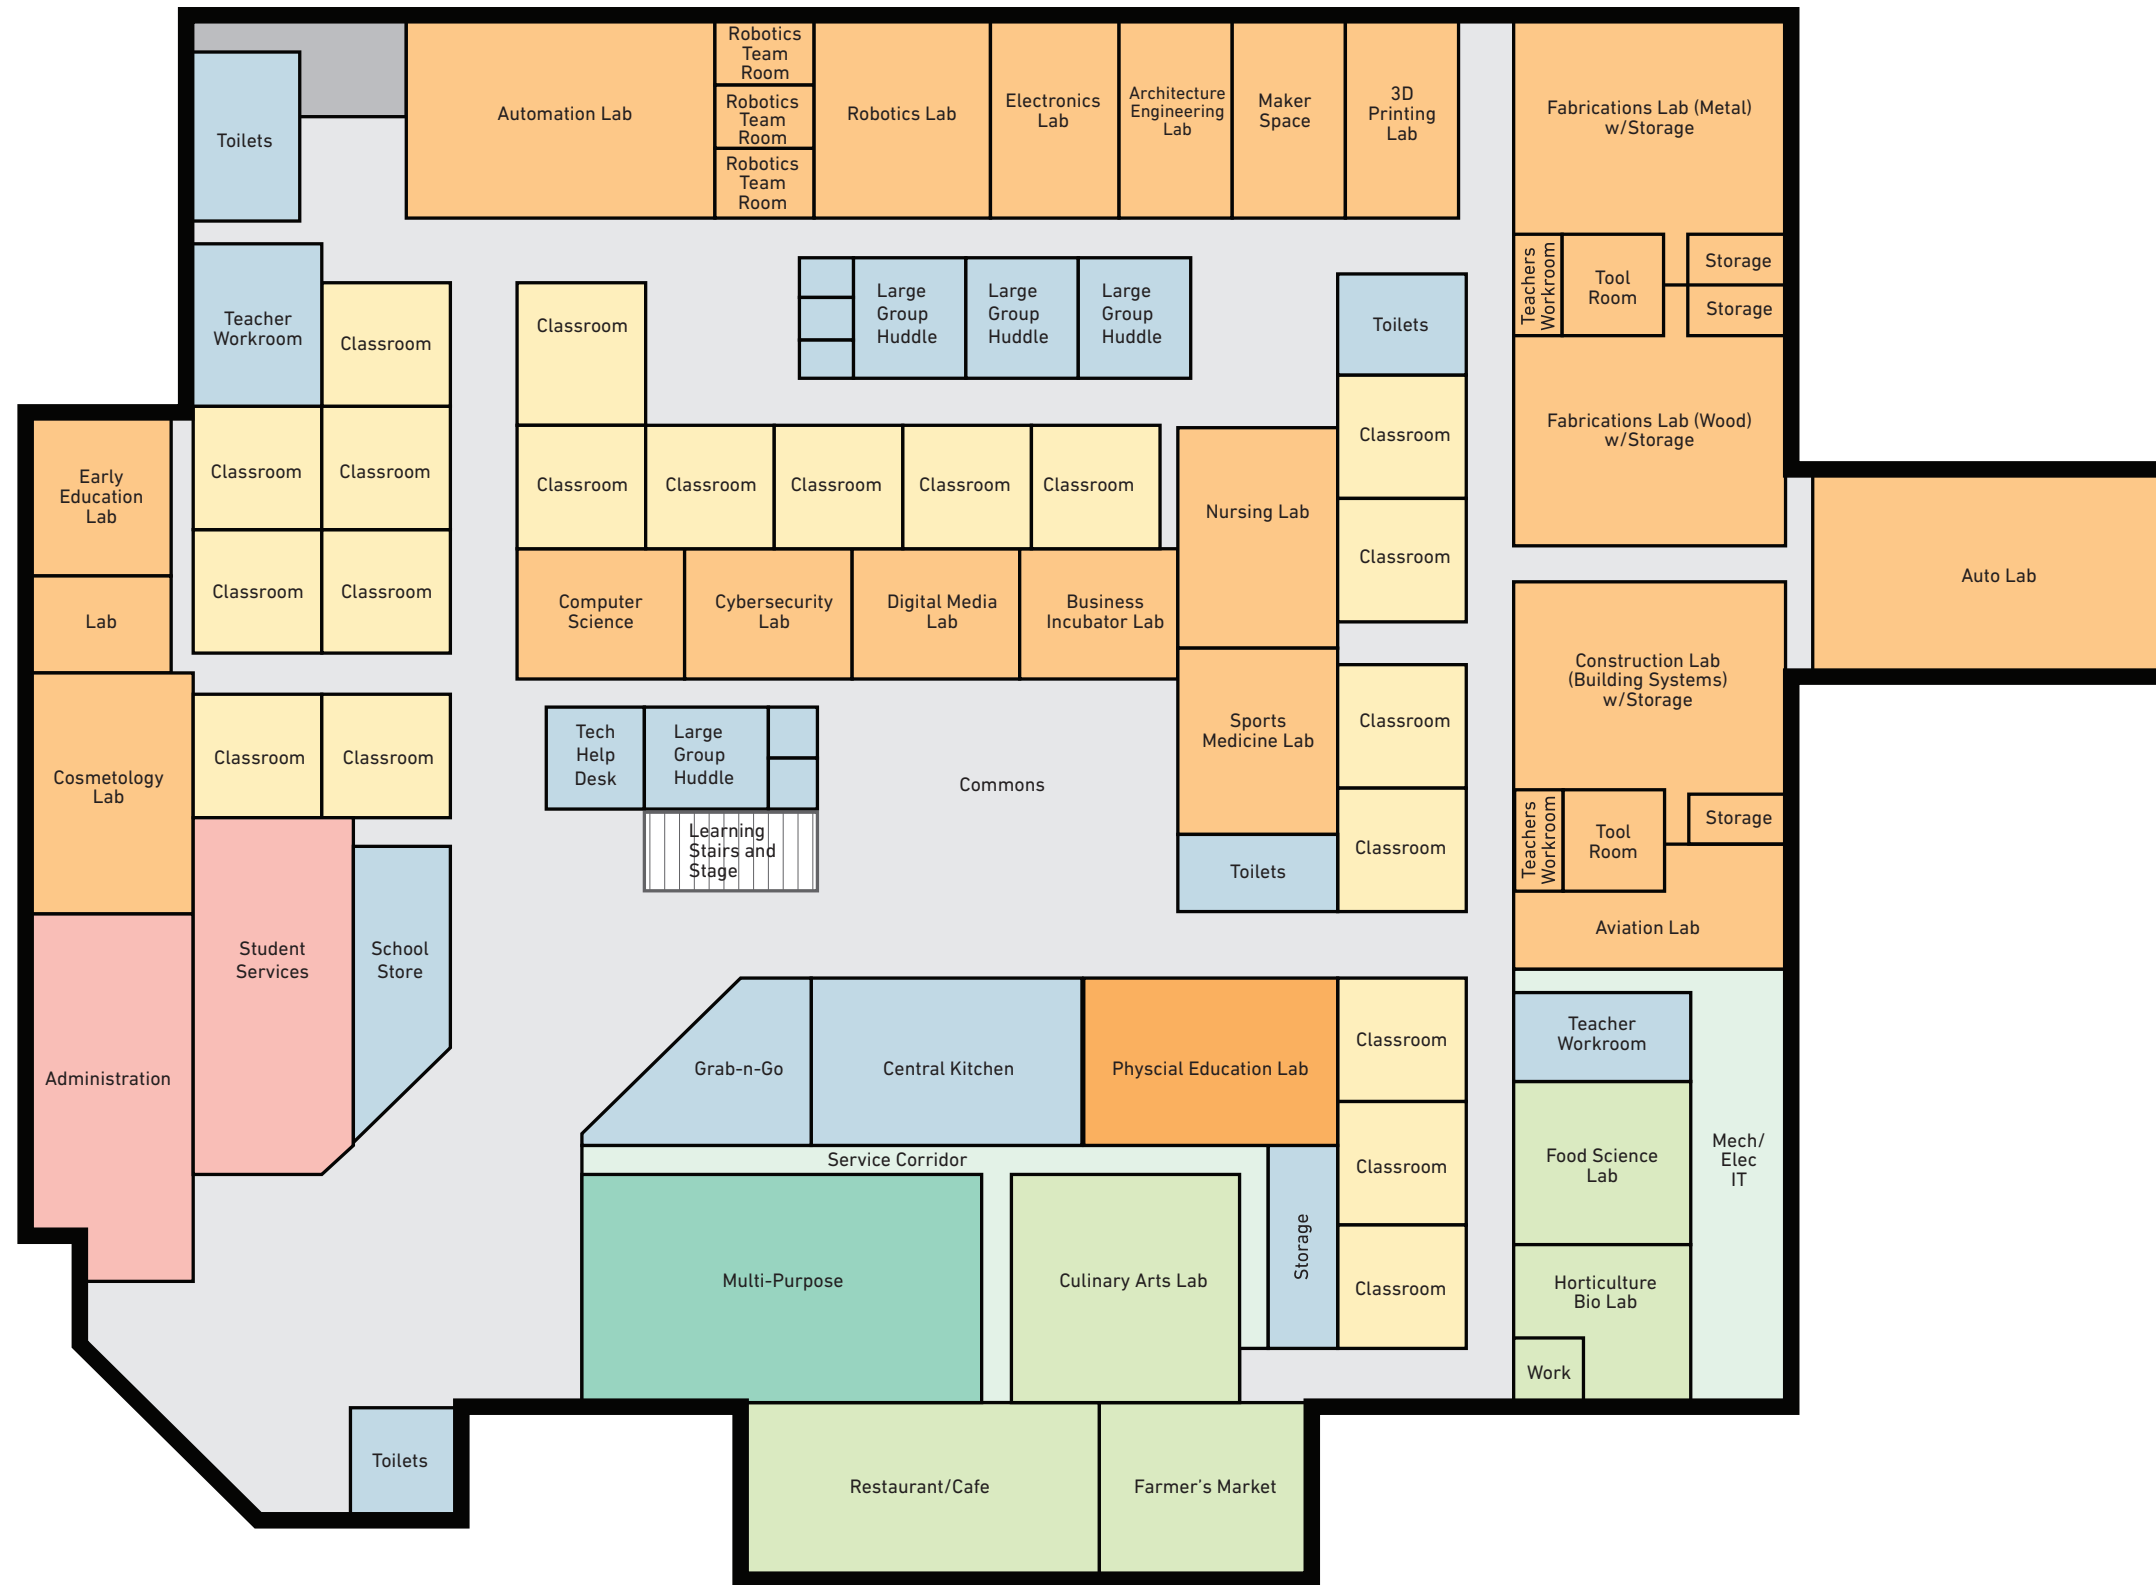 Toilets
Automation Lab
Robotics
Team
Room
Robotics
Team
Room
Robotics
Team
Room
Robotics Lab
Electronics
Lab
Architecture
Engineering
Lab
Maker
Space
3D
Printing
Lab
Fabrications Lab (Metal)
w/Storage
Teachers
Workroom
Tool
Room
Storage
Storage
Fabrications Lab (Wood)
w/Storage
Teacher
Workroom
Classroom
Classroom
Large
Group
Huddle
Large
Group
Huddle
Large
Group
Huddle
Toilets
Classroom
Classroom
Early
Education
Lab
Lab
Classroom
Classroom
Classroom
Classroom
Classroom
Classroom
Classroom
Classroom
Classroom
Nursing Lab
Computer
Science
Cybersecurity
Lab
Digital Media
Lab
Business
Incubator Lab
Auto Lab
Construction Lab
(Building Systems)
w/Storage
Cosmetology
Lab
Classroom
Classroom
Tech
Help
Desk
Large
Group
Huddle
Learning
Stairs and
Stage
Commons
Sports
Medicine Lab
Classroom
Classroom
Toilets
Teachers
Workroom
Tool
Room
Storage
Aviation Lab
Student
Services
School
Store
Administration
Grab-n-Go
Central Kitchen
Physcial Education Lab
Classroom
Classroom
Classroom
Teacher
Workroom
Food Science
Lab
Mech/
Elec
IT
Service Corridor
Storage
Multi-Purpose
Culinary Arts Lab
Horticulture
Bio Lab
Work
Toilets
Restaurant/Cafe
Farmer's Market